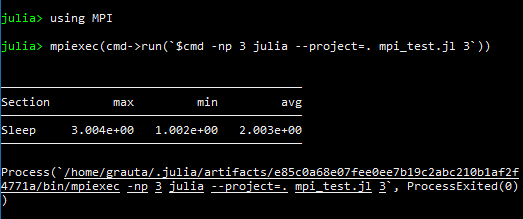 julia> using MPI
julia> mpiexec(cmd->run(`$cmd -np 3 julia --project=. mpi_test.jl 3`))
Section max min avg
Sleep 3.004e+00 1.002e+00 2.003e+00
Process(`/home/grauta/.julia/artifacts/e85c0a68e07fee0ee7b19c2abc210b1af2f
4771a/bin/mpiexec -np 3 julia --project=. mpi_test.jl 3`, ProcessExited(0)
)